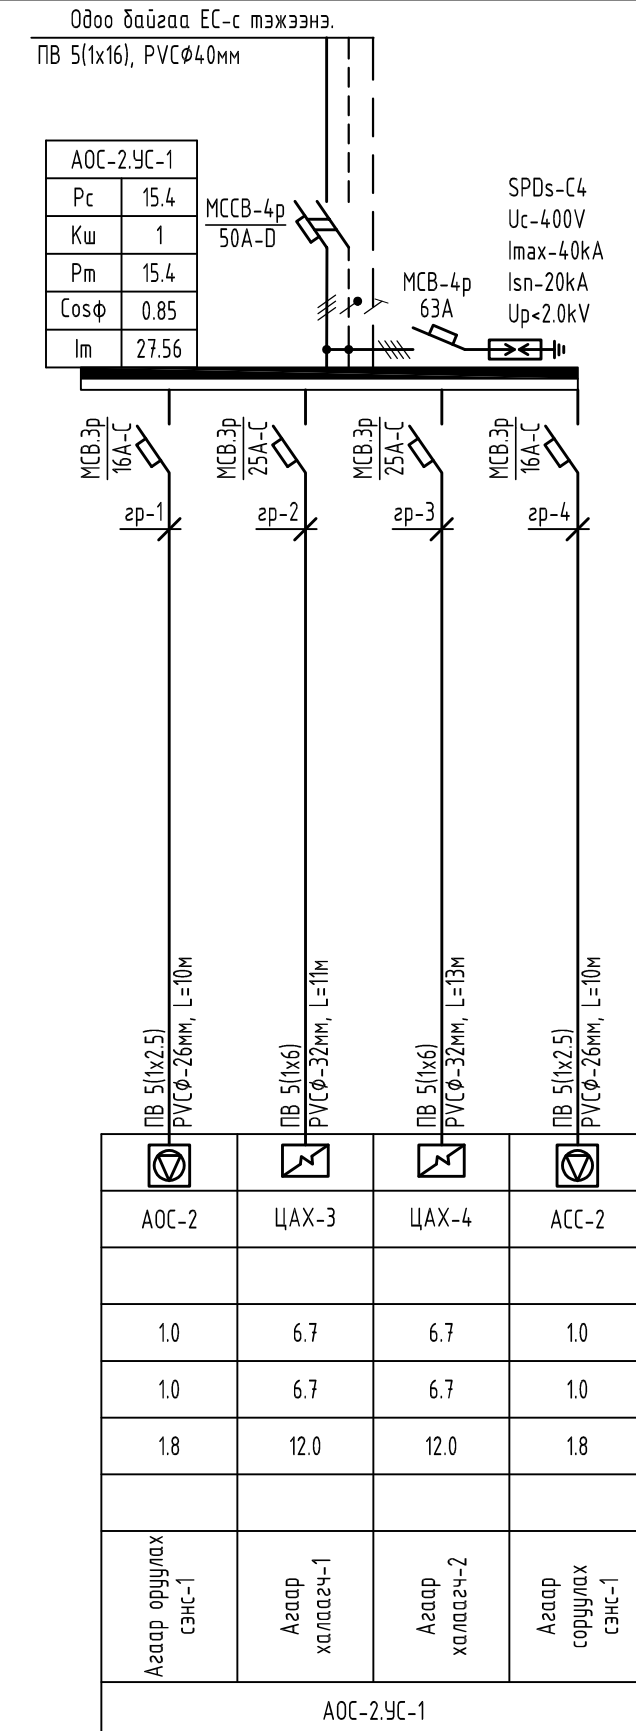 Одоо байгаа ЕС-с тэжээнэ.
ПВ 5(1x16), PVCФ40мм
АОС-2.УС-1
Рс 15.4
Кш 1
Pm 15.4
Cosф 0.85
Im 27.56
MCCB-4p
50A-D
SPDs-C4
Uc-400V
Imax-40kA
Isn-20kA
Up<2.0kV
MCB-4p
63A
MCB.3p
16A-C
MCB.3p
25A-C
MCB.3p
25A-C
MCB.3p
16A-C
гр-1 гр-2 гр-3 гр-4
ПВ 5(1x2.5)
PVCФ-26мм, L=10м
ПВ 5(1x6)
PVCФ-32мм, L=11м
ПВ 5(1x6)
PVCФ-32мм, L=13м
ПВ 5(1x2.5)
PVCФ-26мм, L=10м
АОС-2 ЦАХ-3 ЦАХ-4 АСС-2
1.0 6.7 6.7 1.0
1.0 6.7 6.7 1.0
1.8 12.0 12.0 1.8
Агаар оруулах
сэнс-1
Агаар
халаагч-1
Агаар
халаагч-2
Агаар
соруулах
сэнс-1
АОС-2.УС-1